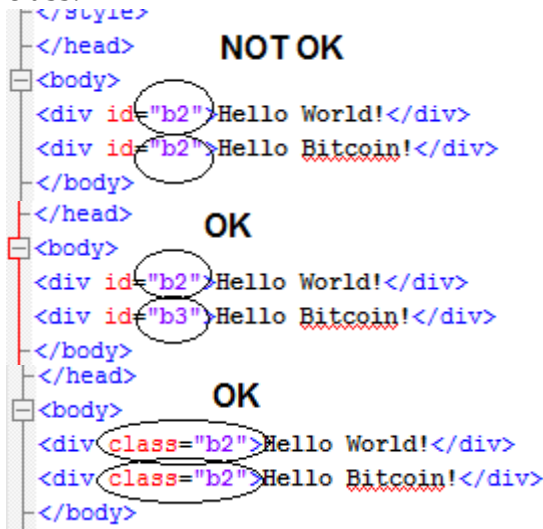 </style>
</head>
NOT OK
<body>
<div id="b2">Hello World!</div>
<div id="b2">Hello Bitcoin!</div>
</body>
</head>
OK
<body>
<div id="b2">Hello World!</div>
<div id="b3">Hello Bitcoin!</div>
</body>
</head>
OK
<body>
<div class="b2">Hello World!</div>
<div class="b2">Hello Bitcoin!</div>
</body>